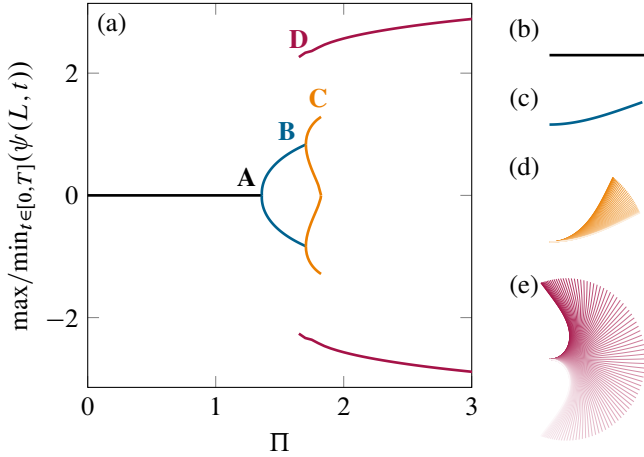 (a)
D
C
B
A
2
0
−2
0
1
2
3
Π
max/min_{t∈[0,T]}(ψ(L, t))
(b)
(c)
(d)
(e)